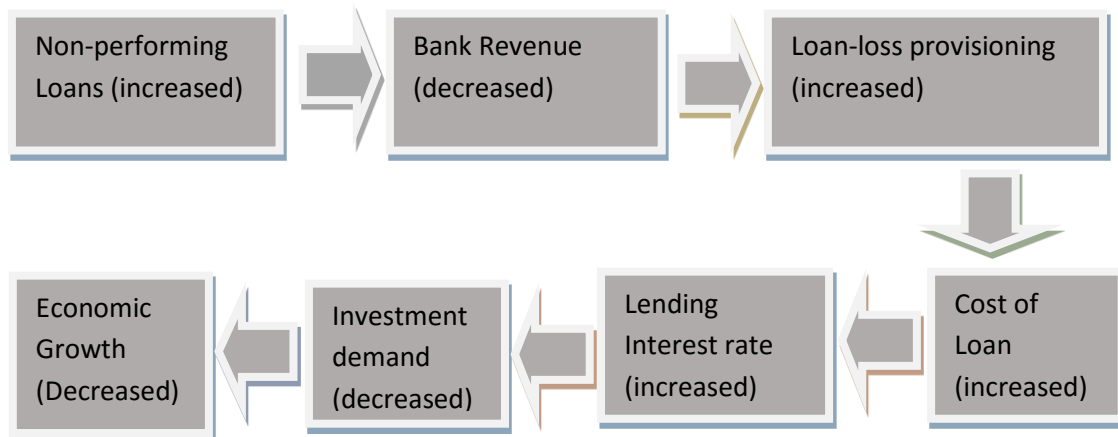 Non-performing
Loans (increased)
Bank Revenue
(decreased)
Loan-loss provisioning
(increased)
Cost of
Loan
(increased)
Lending
Interest rate
(increased)
Investment
demand
(decreased)
Economic
Growth
(Decreased)